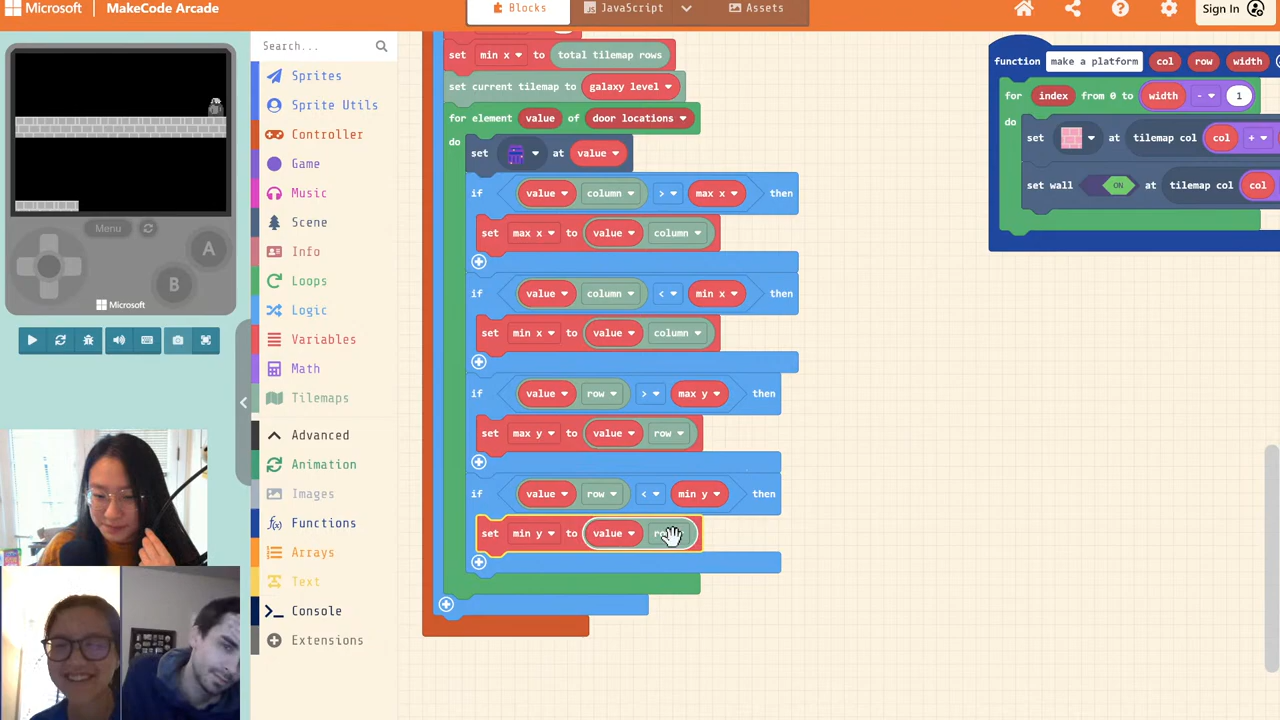 Microsoft
MakeCode Arcade
Blocks
JavaScript
Assets
Sign In
Search...
Sprites
Sprite Utils
Controller
Game
Music
Scene
Info
Loops
Logic
Variables
Math
Tilemaps
Advanced
Animation
Images
Functions
Arrays
Text
Console
Extensions
Menu
A
B
Microsoft
set min x to total tilemap rows
set current tilemap to galaxy level
for element value of door locations
do
set at value
if value column > max x then
set max x to value column
if value column < min x then
set min x to value column
if value row > max y then
set max y to value row
if value row < min y then
set min y to value
function make a platform col row width
for index from 0 to width - 1
do
set at tilemap col col +
set wall ON at tilemap col col